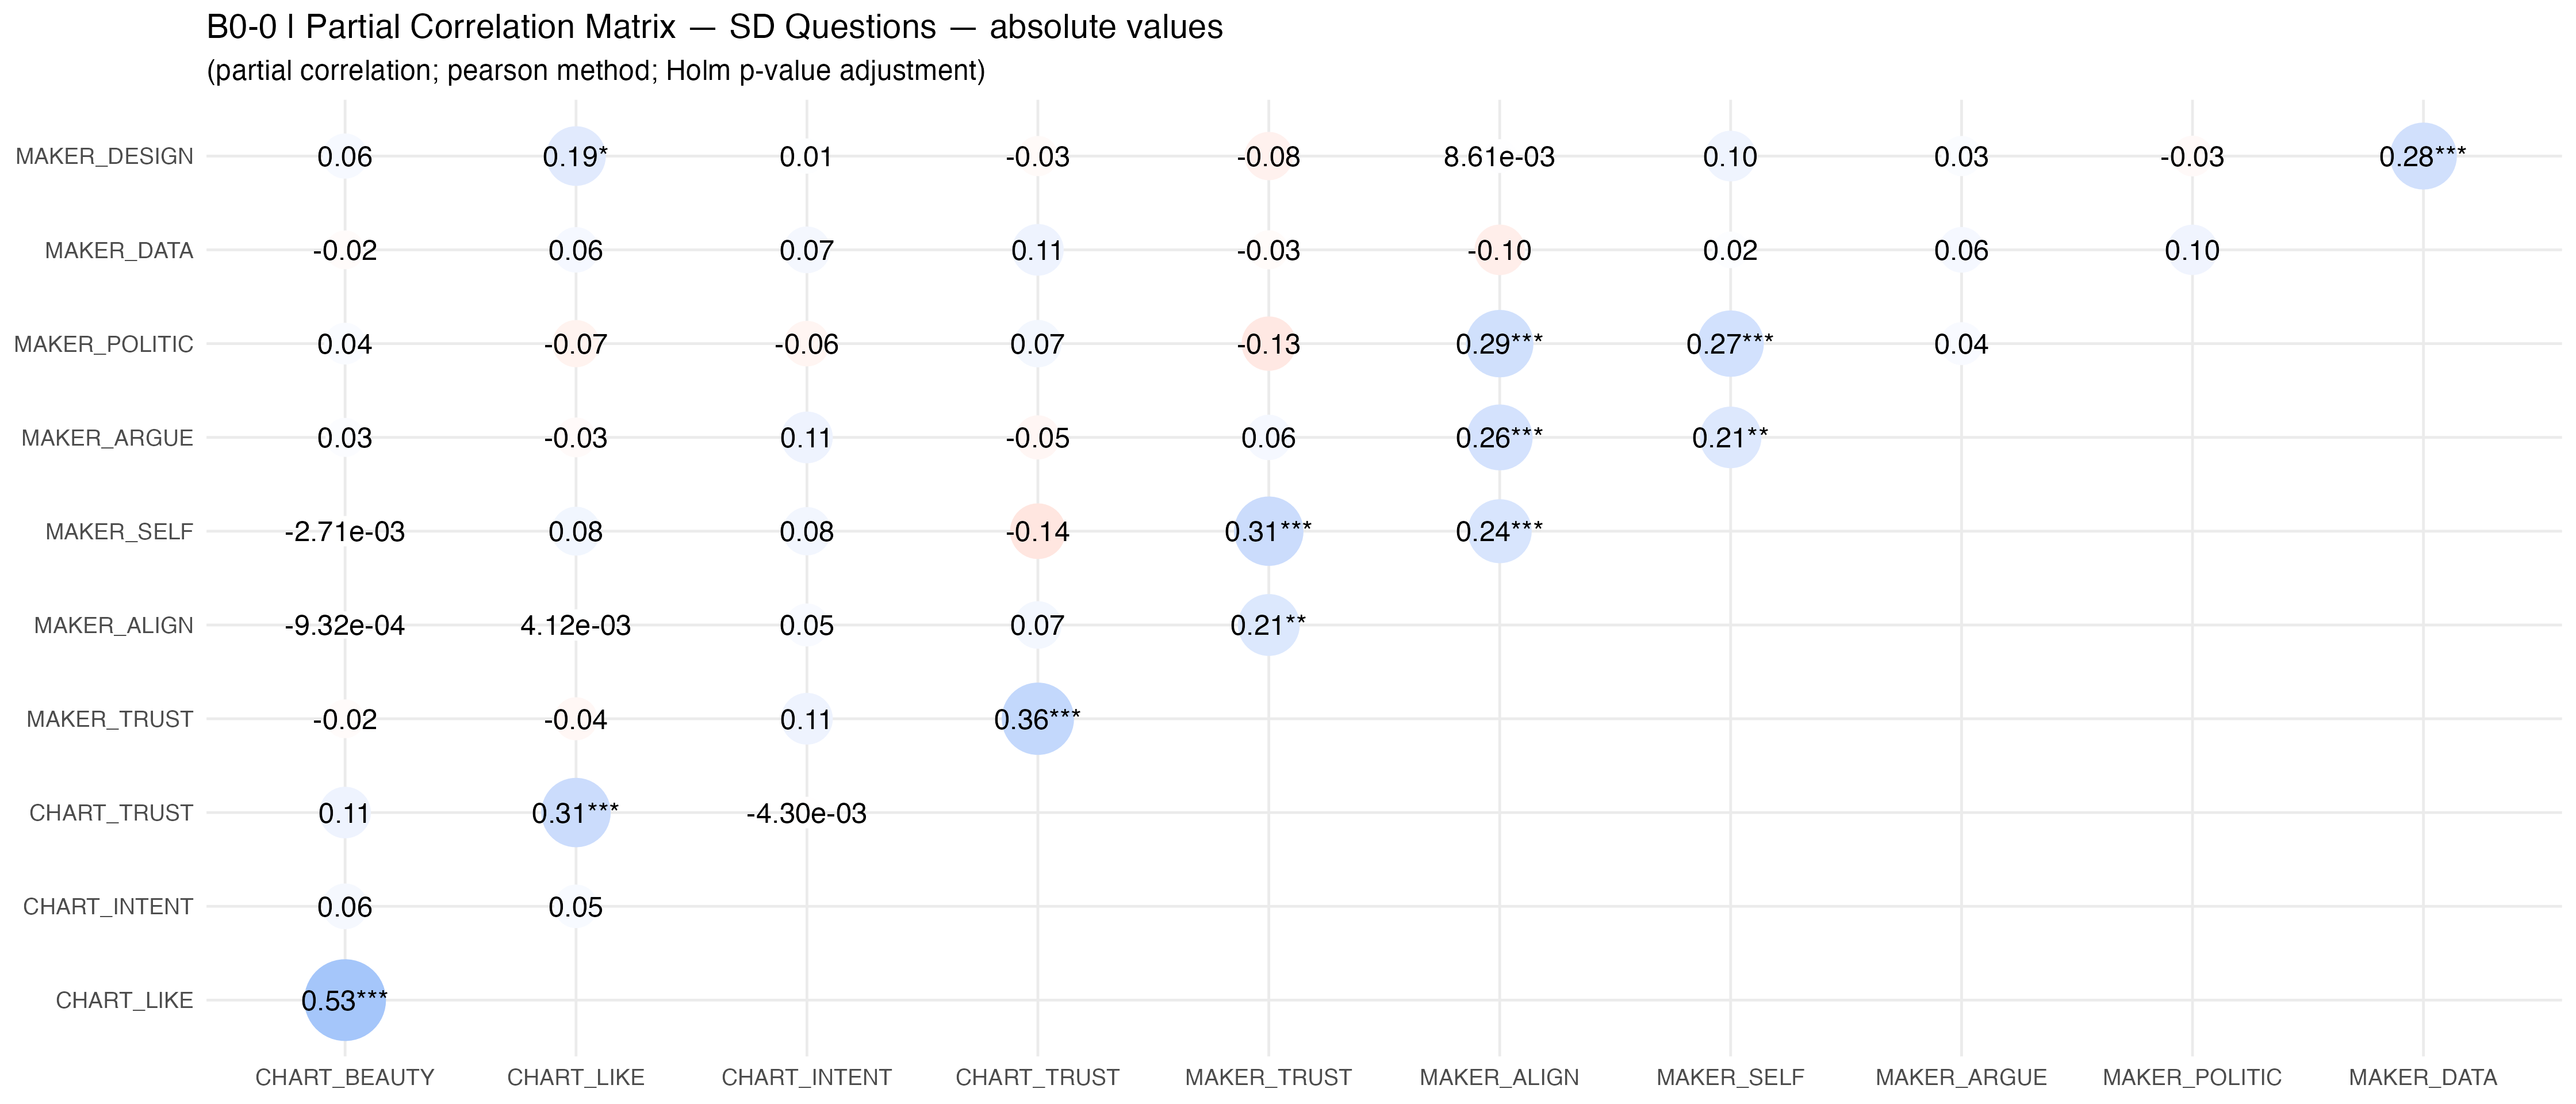 B0-0 | Partial Correlation Matrix — SD Questions — absolute values
(partial correlation; pearson method; Holm p-value adjustment)
MAKER_DESIGN 0.06 0.19* 0.01 -0.03 -0.08 8.61e-03 0.10 0.03 -0.03 0.28***
MAKER_DATA -0.02 0.06 0.07 0.11 -0.03 -0.10 0.02 0.06 0.10
MAKER_POLITIC 0.04 -0.07 -0.06 0.07 -0.13 0.29*** 0.27*** 0.04
MAKER_ARGUE 0.03 -0.03 0.11 -0.05 0.06 0.26*** 0.21**
MAKER_SELF -2.71e-03 0.08 0.08 -0.14 0.31*** 0.24***
MAKER_ALIGN -9.32e-04 4.12e-03 0.05 0.07 0.21**
MAKER_TRUST -0.02 -0.04 0.11 0.36***
CHART_TRUST 0.11 0.31*** -4.30e-03
CHART_INTENT 0.06 0.05
CHART_LIKE 0.53***
CHART_BEAUTY CHART_LIKE CHART_INTENT CHART_TRUST MAKER_TRUST MAKER_ALIGN MAKER_SELF MAKER_ARGUE MAKER_POLITIC MAKER_DATA